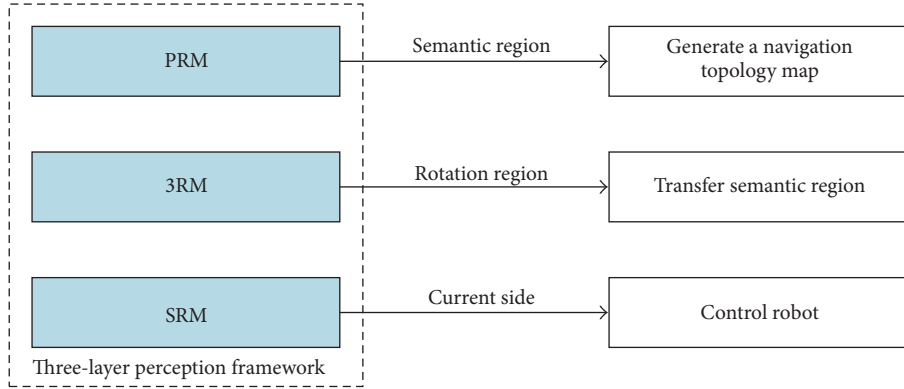 PRM
Semantic region
Generate a navigation
topology map
3RM
Rotation region
Transfer semantic region
SRM
Current side
Control robot
Three-layer perception framework